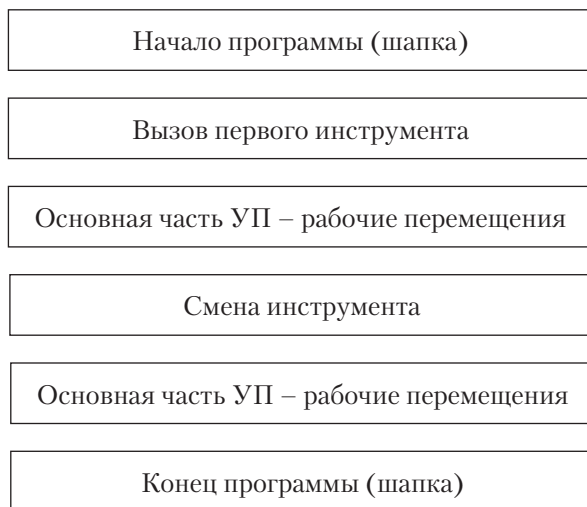 Начало программы (шапка)
Вызов первого инструмента
Основная часть УП – рабочие перемещения
Смена инструмента
Основная часть УП – рабочие перемещения
Конец программы (шапка)